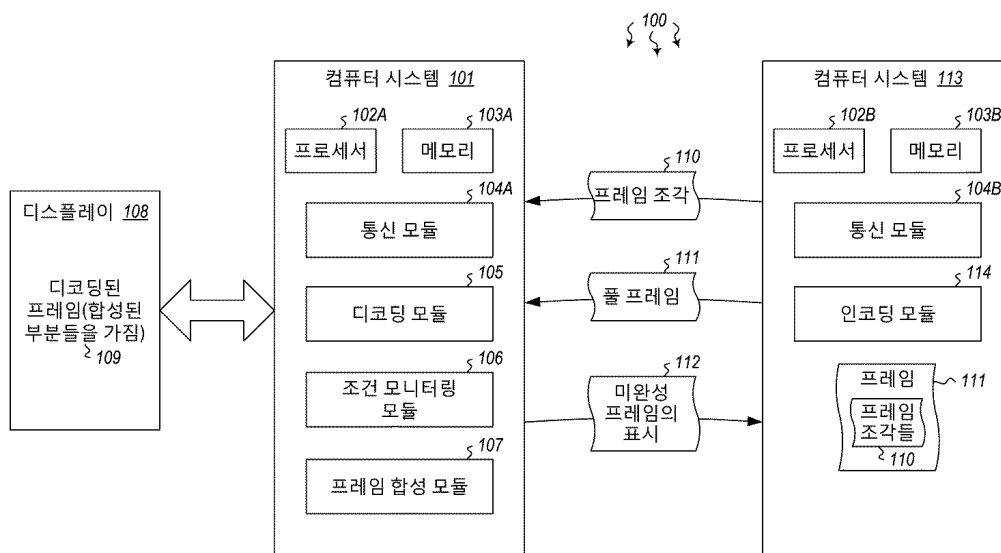 100
컴퓨터 시스템 101
102A
프로세서
103A
메모리
104A
통신 모듈
105
디코딩 모듈
106
조건 모니터링
모듈
107
프레임 합성 모듈
디스플레이 108
디코딩된
프레임(합성된
부분들을 가짐)
109
110
프레임 조각
111
풀 프레임
112
미완성
프레임의
표시
컴퓨터 시스템 113
102B
프로세서
103B
메모리
104B
통신 모듈
114
인코딩 모듈
프레임
111
프레임
조각들
110